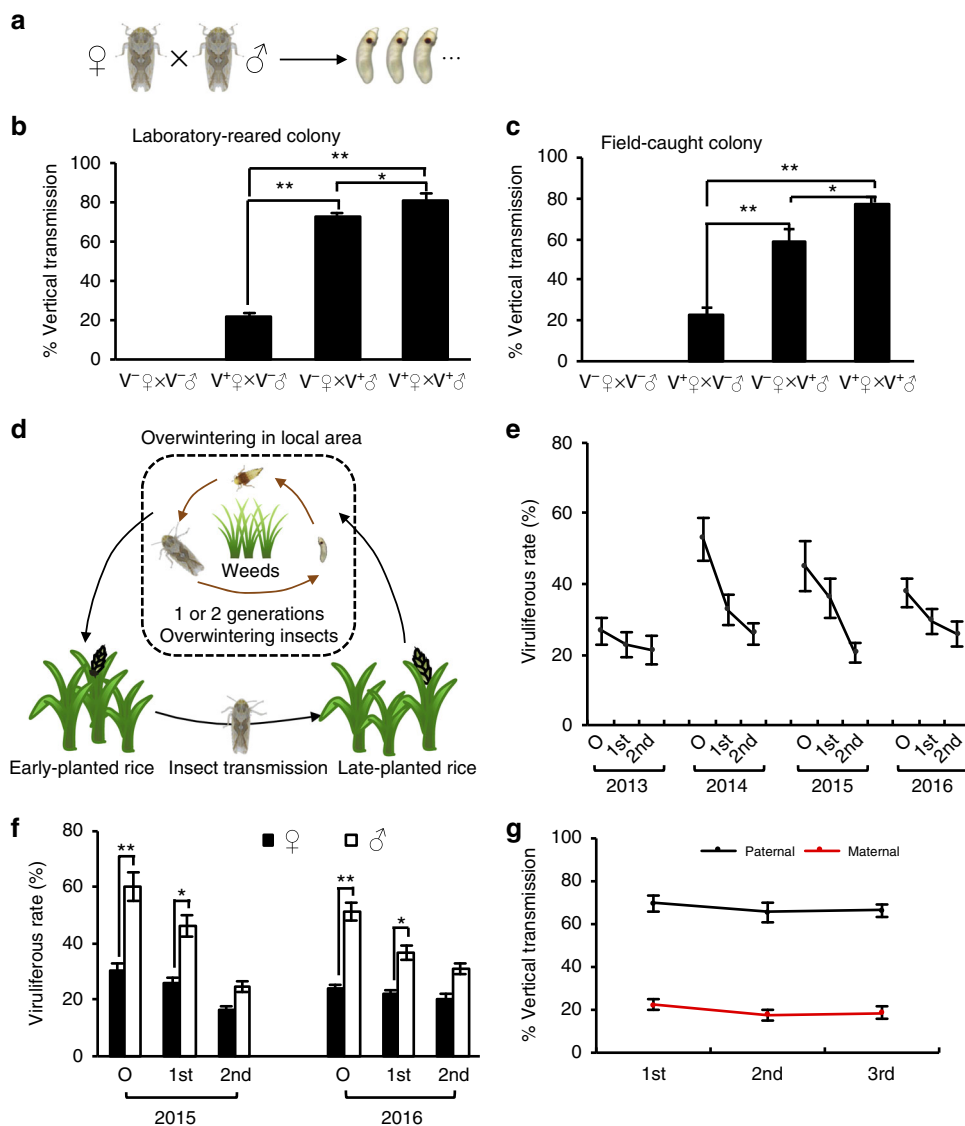 a
♀ × ♂ ...
b
Laboratory-reared colony
% Vertical transmission
100
80
60
40
20
0
**
**
*
V⁻♀×V⁻♂ V⁺♀×V⁻♂ V⁻♀×V⁺♂ V⁺♀×V⁺♂
c
Field-caught colony
% Vertical transmission
100
80
60
40
20
0
**
**
*
V⁻♀×V⁻♂ V⁺♀×V⁻♂ V⁻♀×V⁺♂ V⁺♀×V⁺♂
d
Overwintering in local area
Weeds
1 or 2 generations
Overwintering insects
Early-planted rice Insect transmission Late-planted rice
e
Viruliferous rate (%)
80
60
40
20
0
O 1st 2nd O 1st 2nd O 1st 2nd O 1st 2nd
2013 2014 2015 2016
f
♀ ♂
Viruliferous rate (%)
80
60
40
20
0
** * ** *
O 1st 2nd O 1st 2nd
2015 2016
g
Paternal Maternal
% Vertical transmission
100
80
60
40
20
0
1st 2nd 3rd